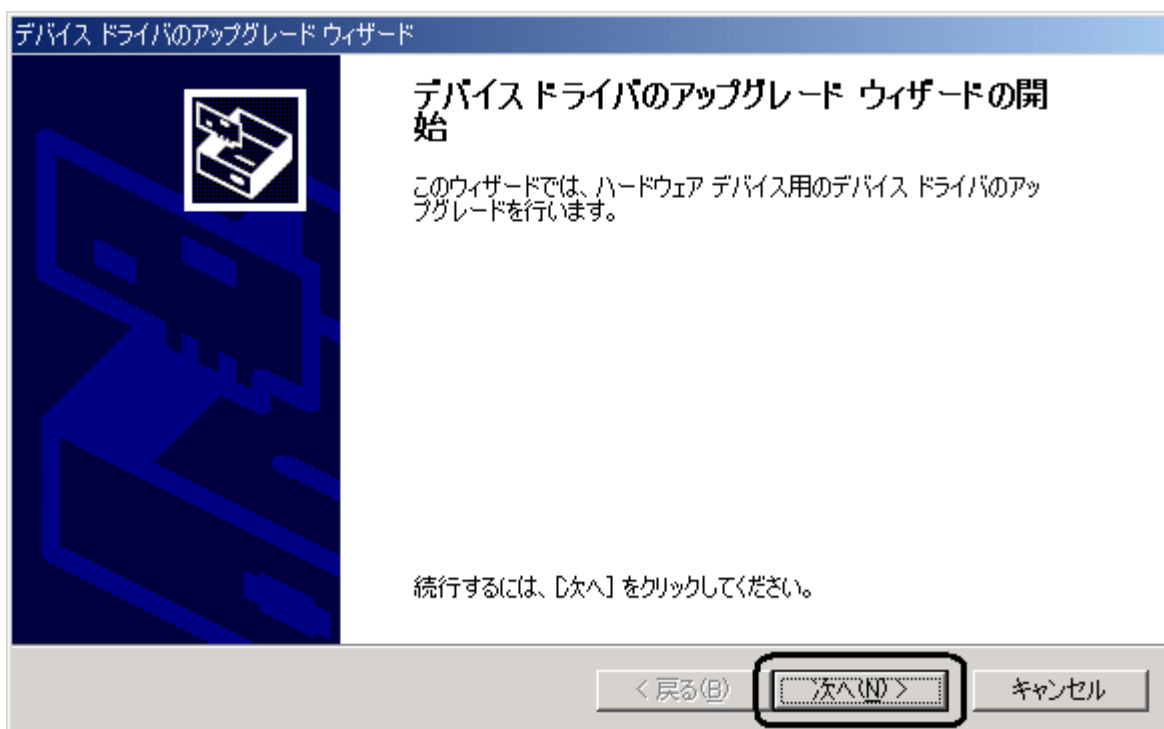 デバイス ドライバのアップグレード ウィザード
デバイス ドライバのアップグレード ウィザードの開
始
このウィザードでは、ハードウェア デバイス用のデバイス ドライバのアッ
プグレードを行います。
続行するには、[次へ] をクリックしてください。
< 戻る(B)
次へ(N) >
キャンセル